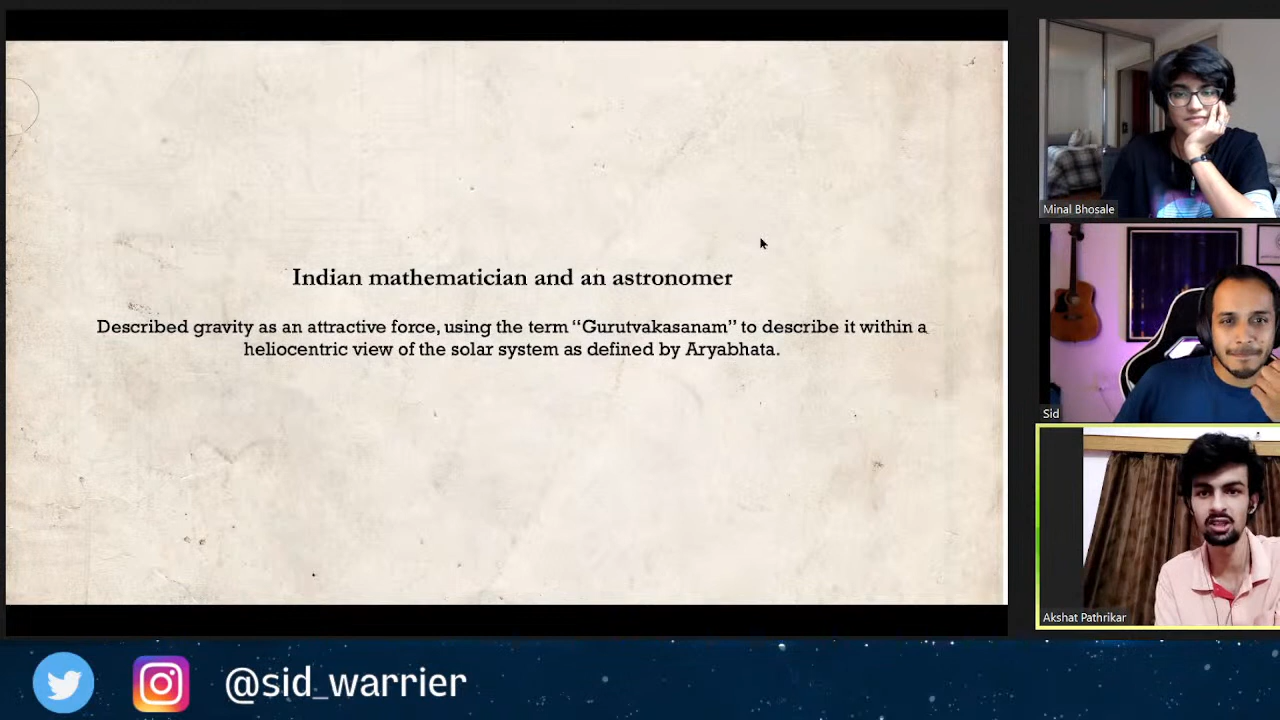 Indian mathematician and an astronomer
Described gravity as an attractive force, using the term “Gurutvakasanam” to describe it within a
heliocentric view of the solar system as defined by Aryabhata.
Minal Bhosale
Sid
Akshat Pathrikar
@sid_warrier